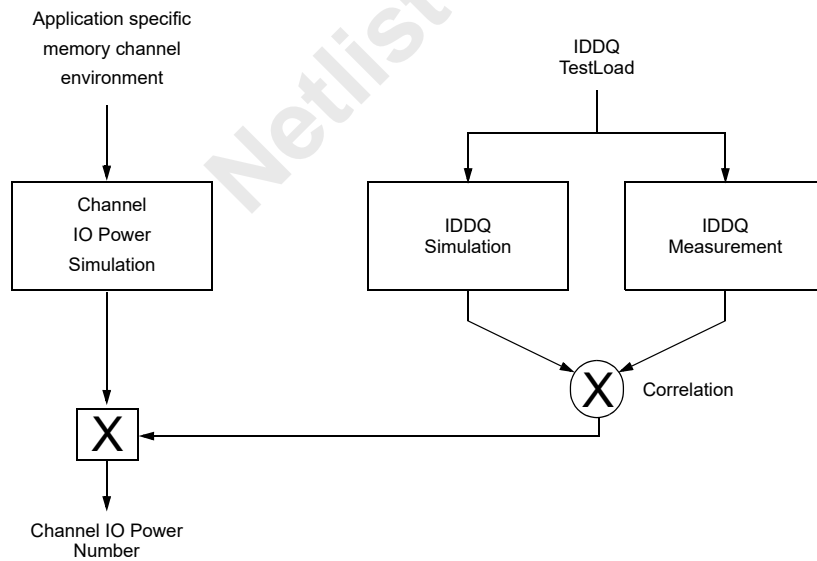 Application specific
memory channel
environment
IDDQ
TestLoad
Channel
IO Power
Simulation
IDDQ
Simulation
IDDQ
Measurement
X
Correlation
X
Channel IO Power
Number
Netlist